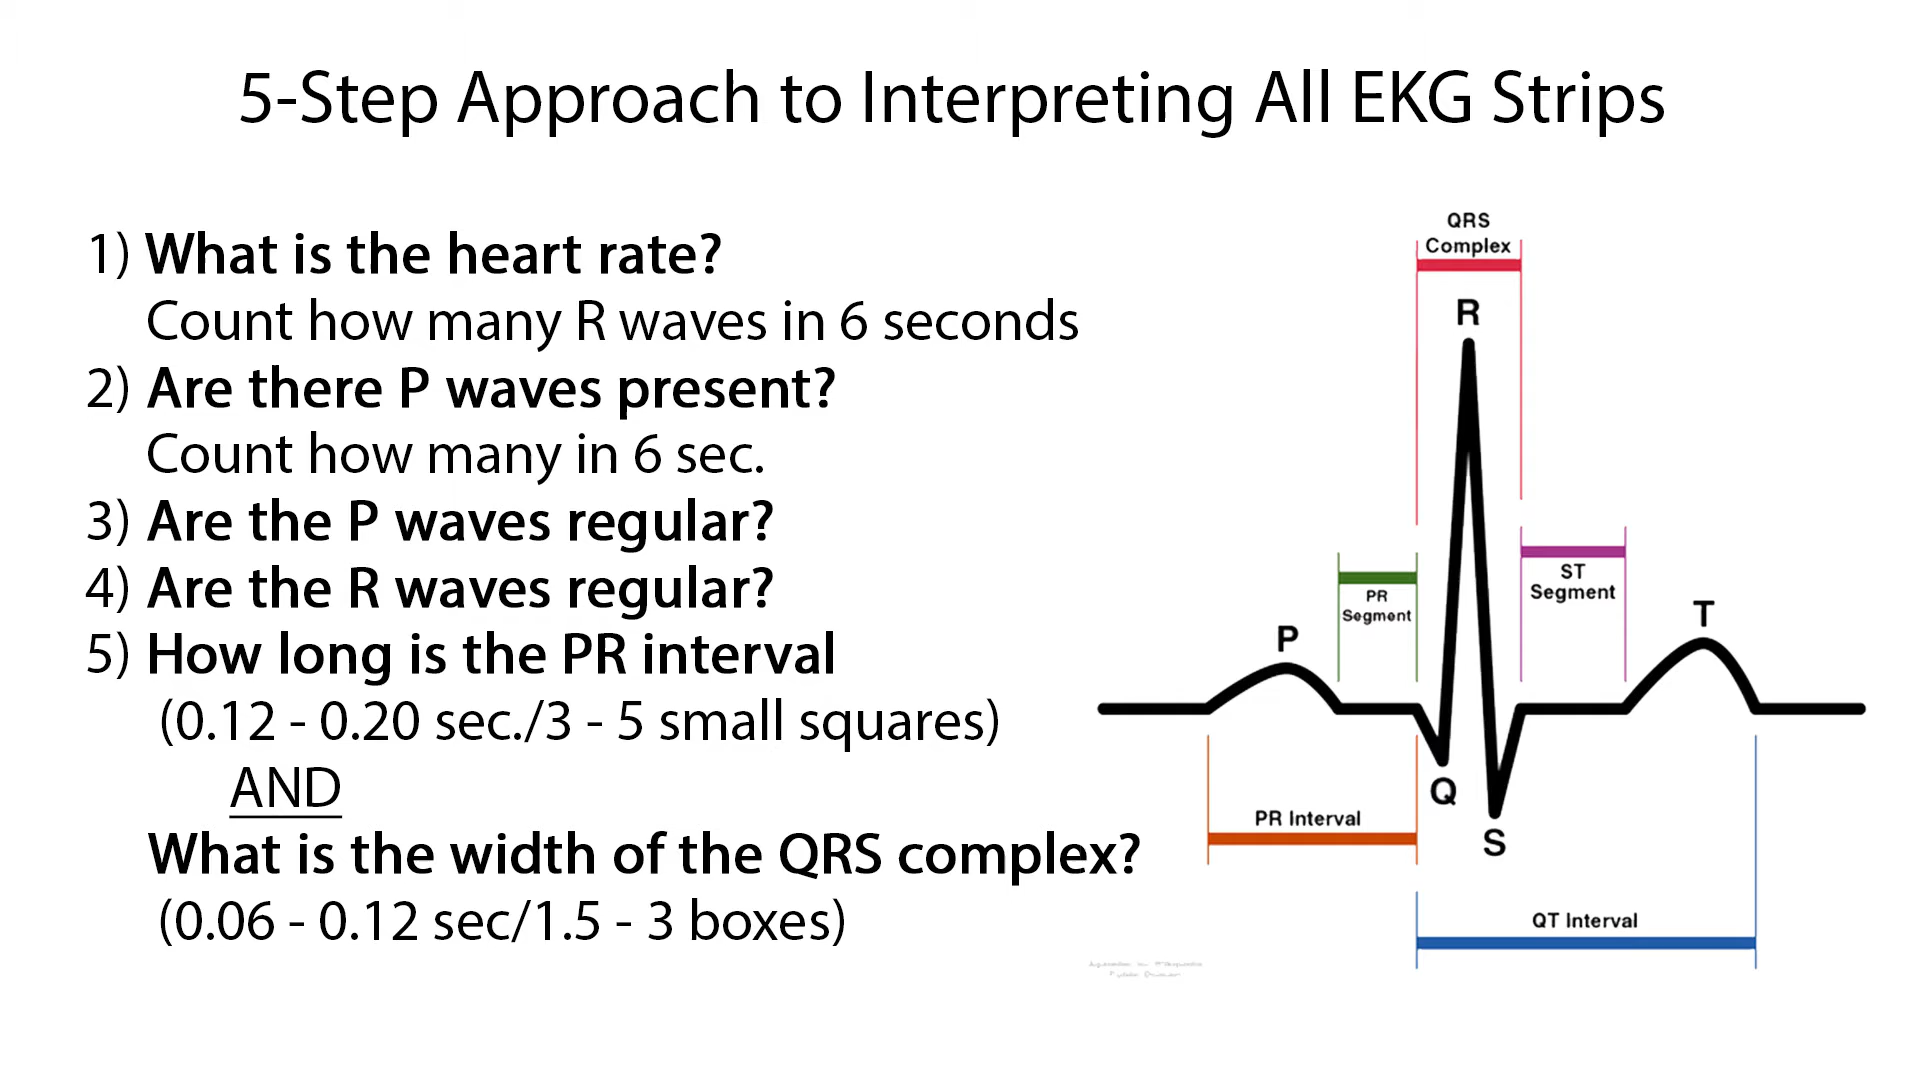 5-Step Approach to Interpreting All EKG Strips
1) What is the heart rate?
Count how many R waves in 6 seconds
2) Are there P waves present?
Count how many in 6 sec.
3) Are the P waves regular?
4) Are the R waves regular?
5) How long is the PR interval
(0.12 - 0.20 sec./3 - 5 small squares)
AND
What is the width of the QRS complex?
(0.06 - 0.12 sec/1.5 - 3 boxes)
QRS
Complex
R
PR
Segment
ST
Segment
P
T
Q
S
PR Interval
QT Interval